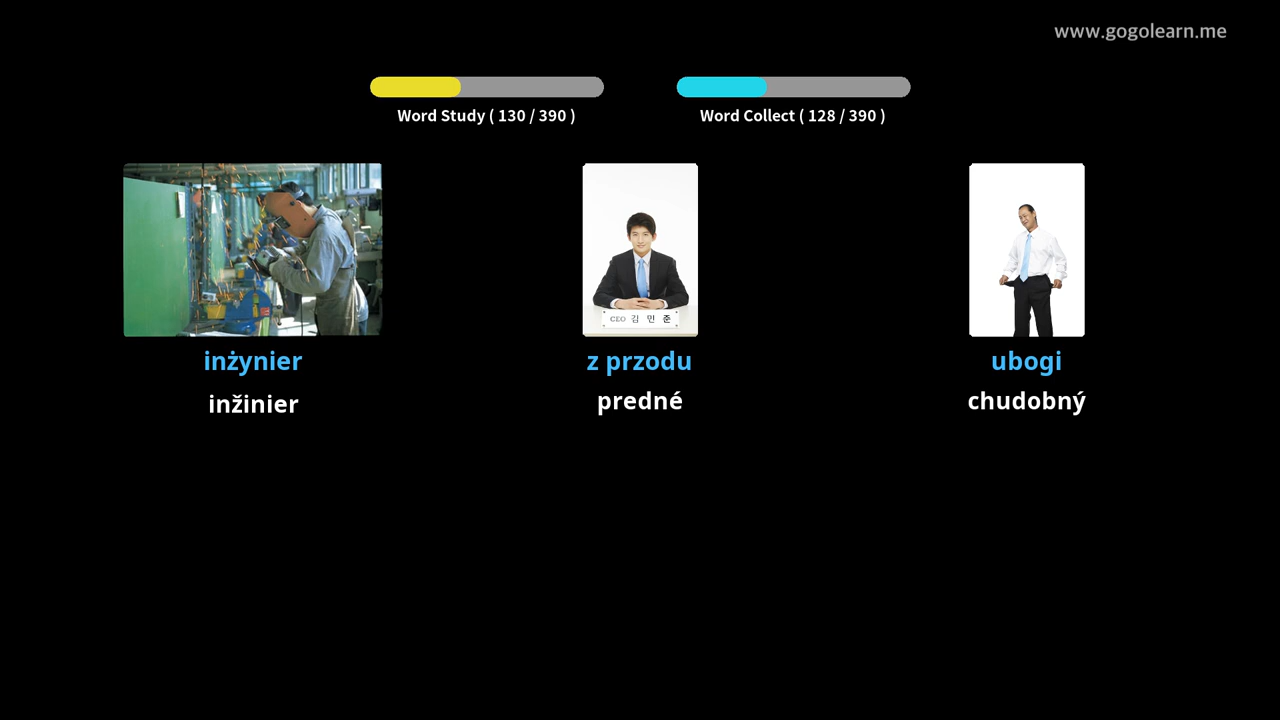 www.gogolearn.me
Word Study ( 130 / 390 )
Word Collect ( 128 / 390 )
CEO 김 민 준
inżynier
z przodu
ubogi
inžinier
predné
chudobný